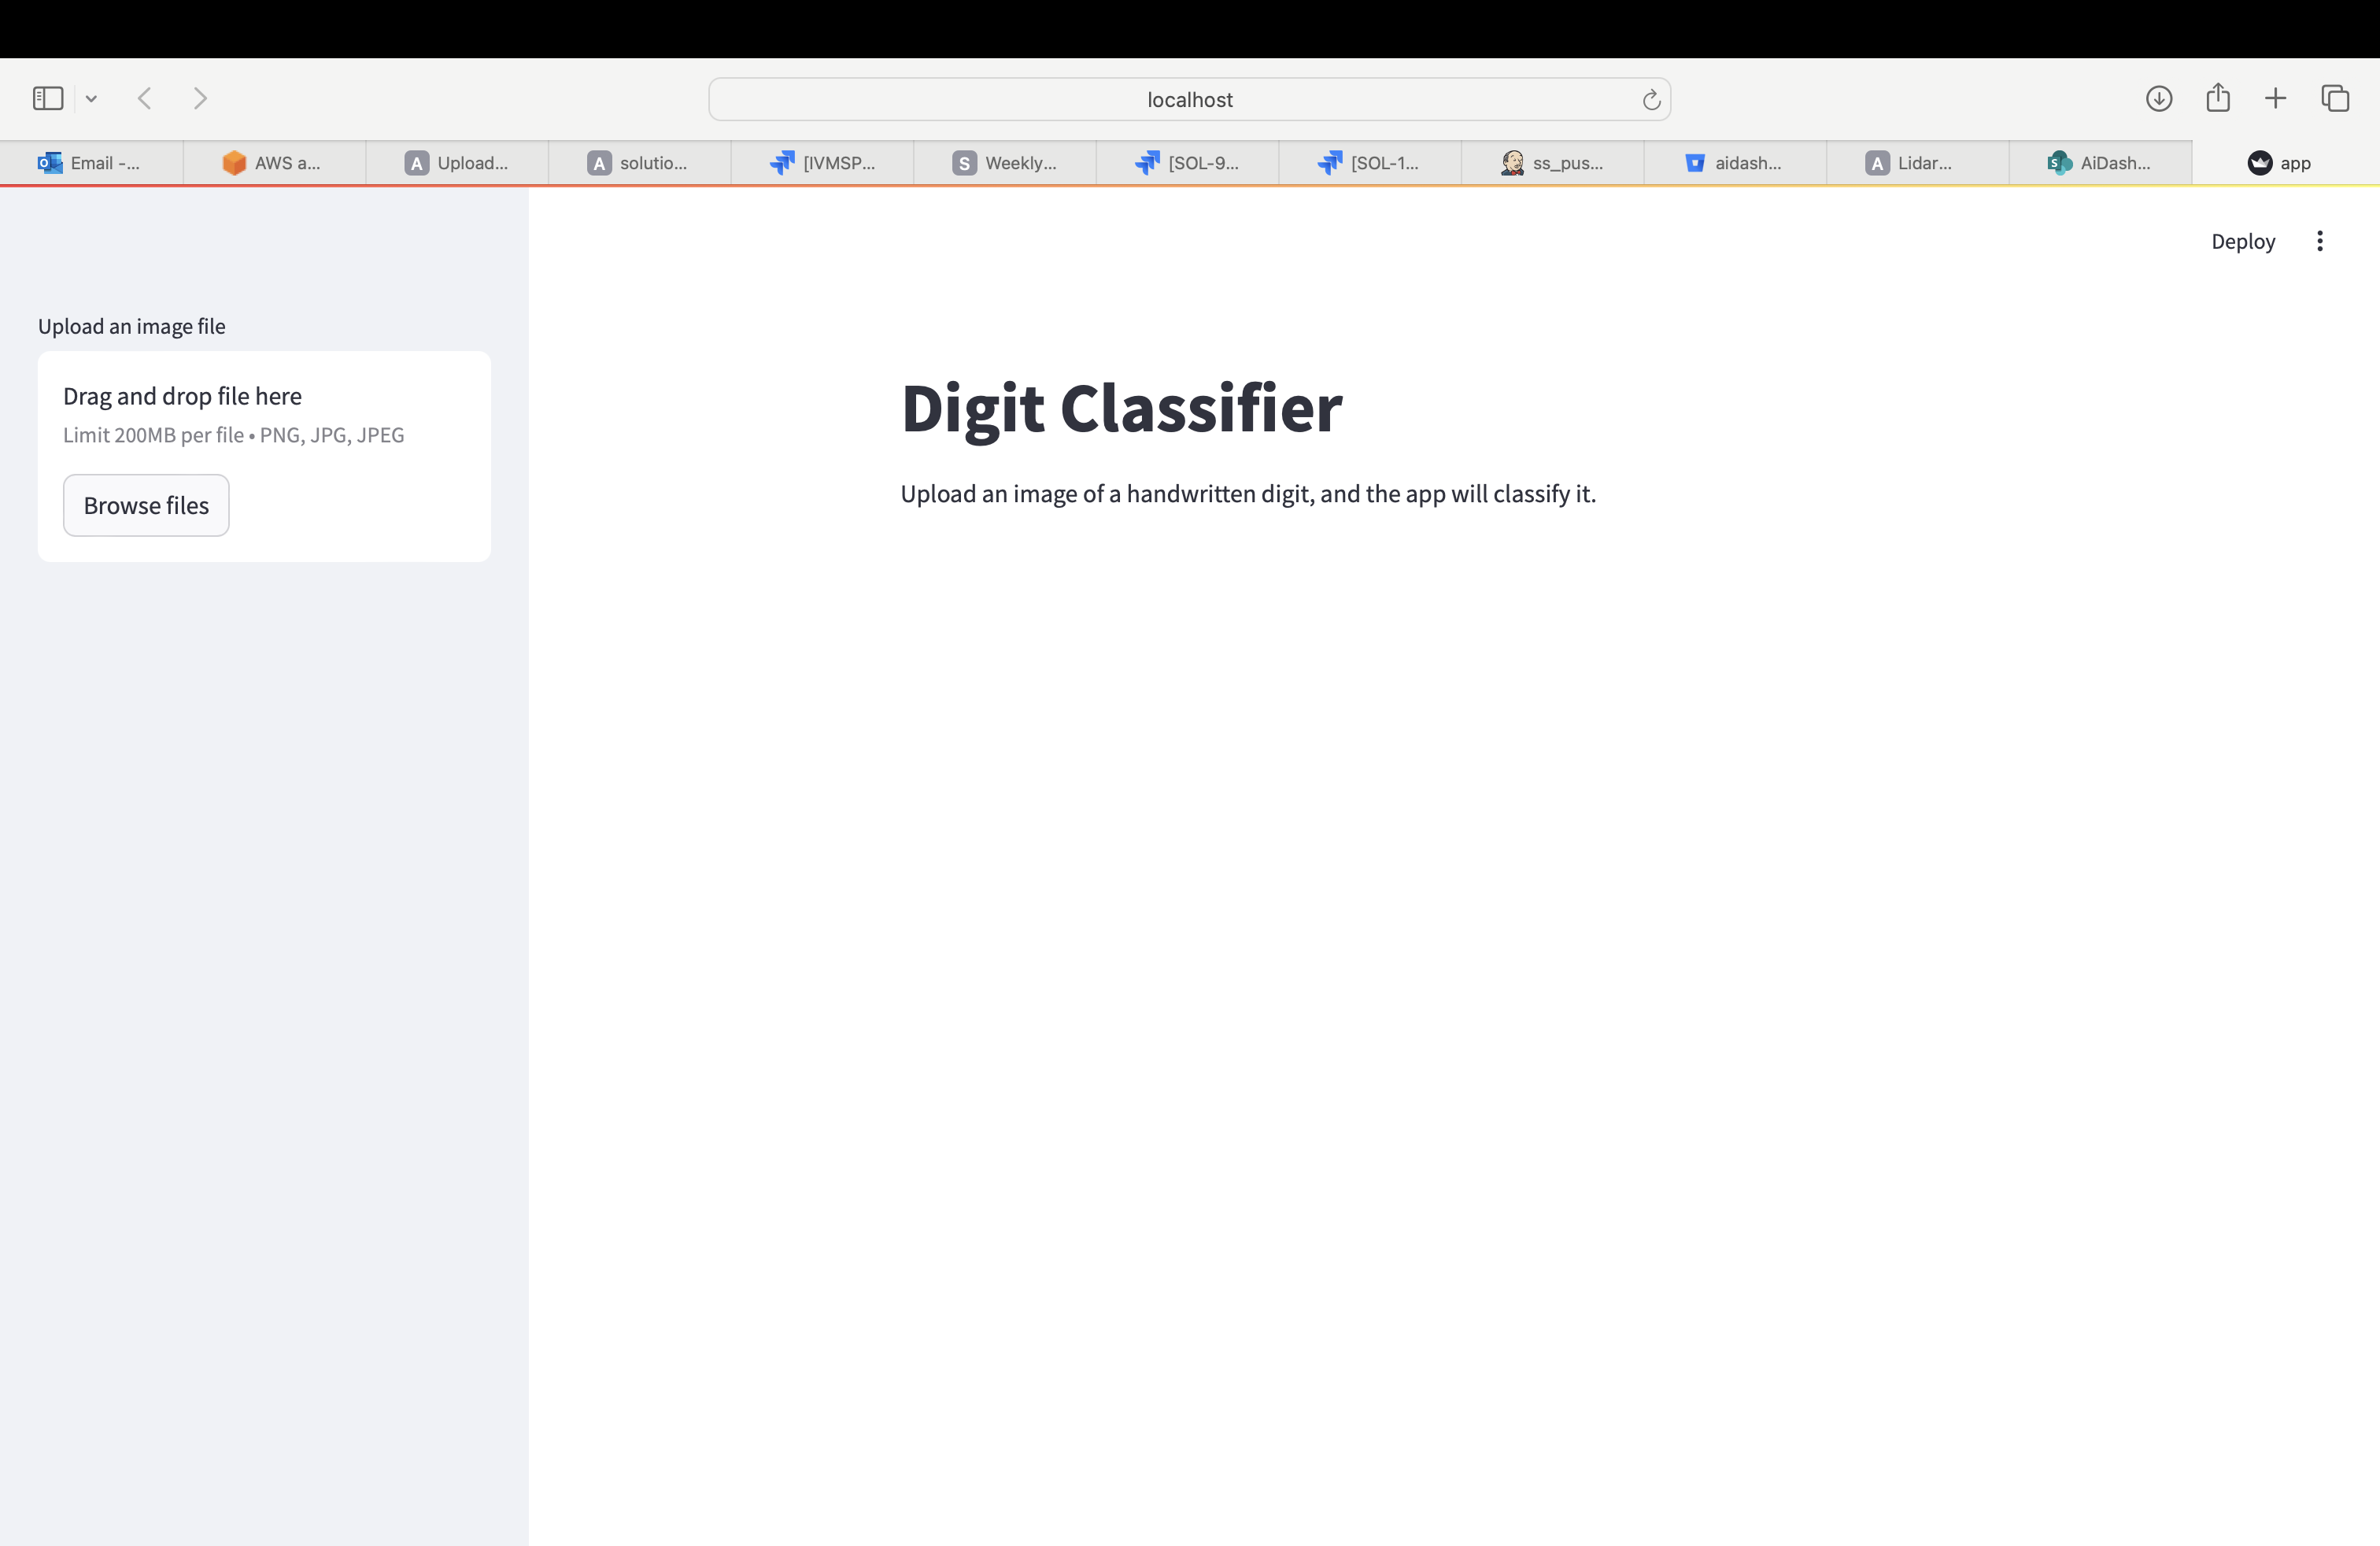 localhost
Email -... AWS a... Upload... solutio... [IVMSP... Weekly... [SOL-9... [SOL-1... ss_pus... aidash... Lidar... AiDash... app
Deploy
Upload an image file
Drag and drop file here
Limit 200MB per file • PNG, JPG, JPEG
Browse files
Digit Classifier
Upload an image of a handwritten digit, and the app will classify it.